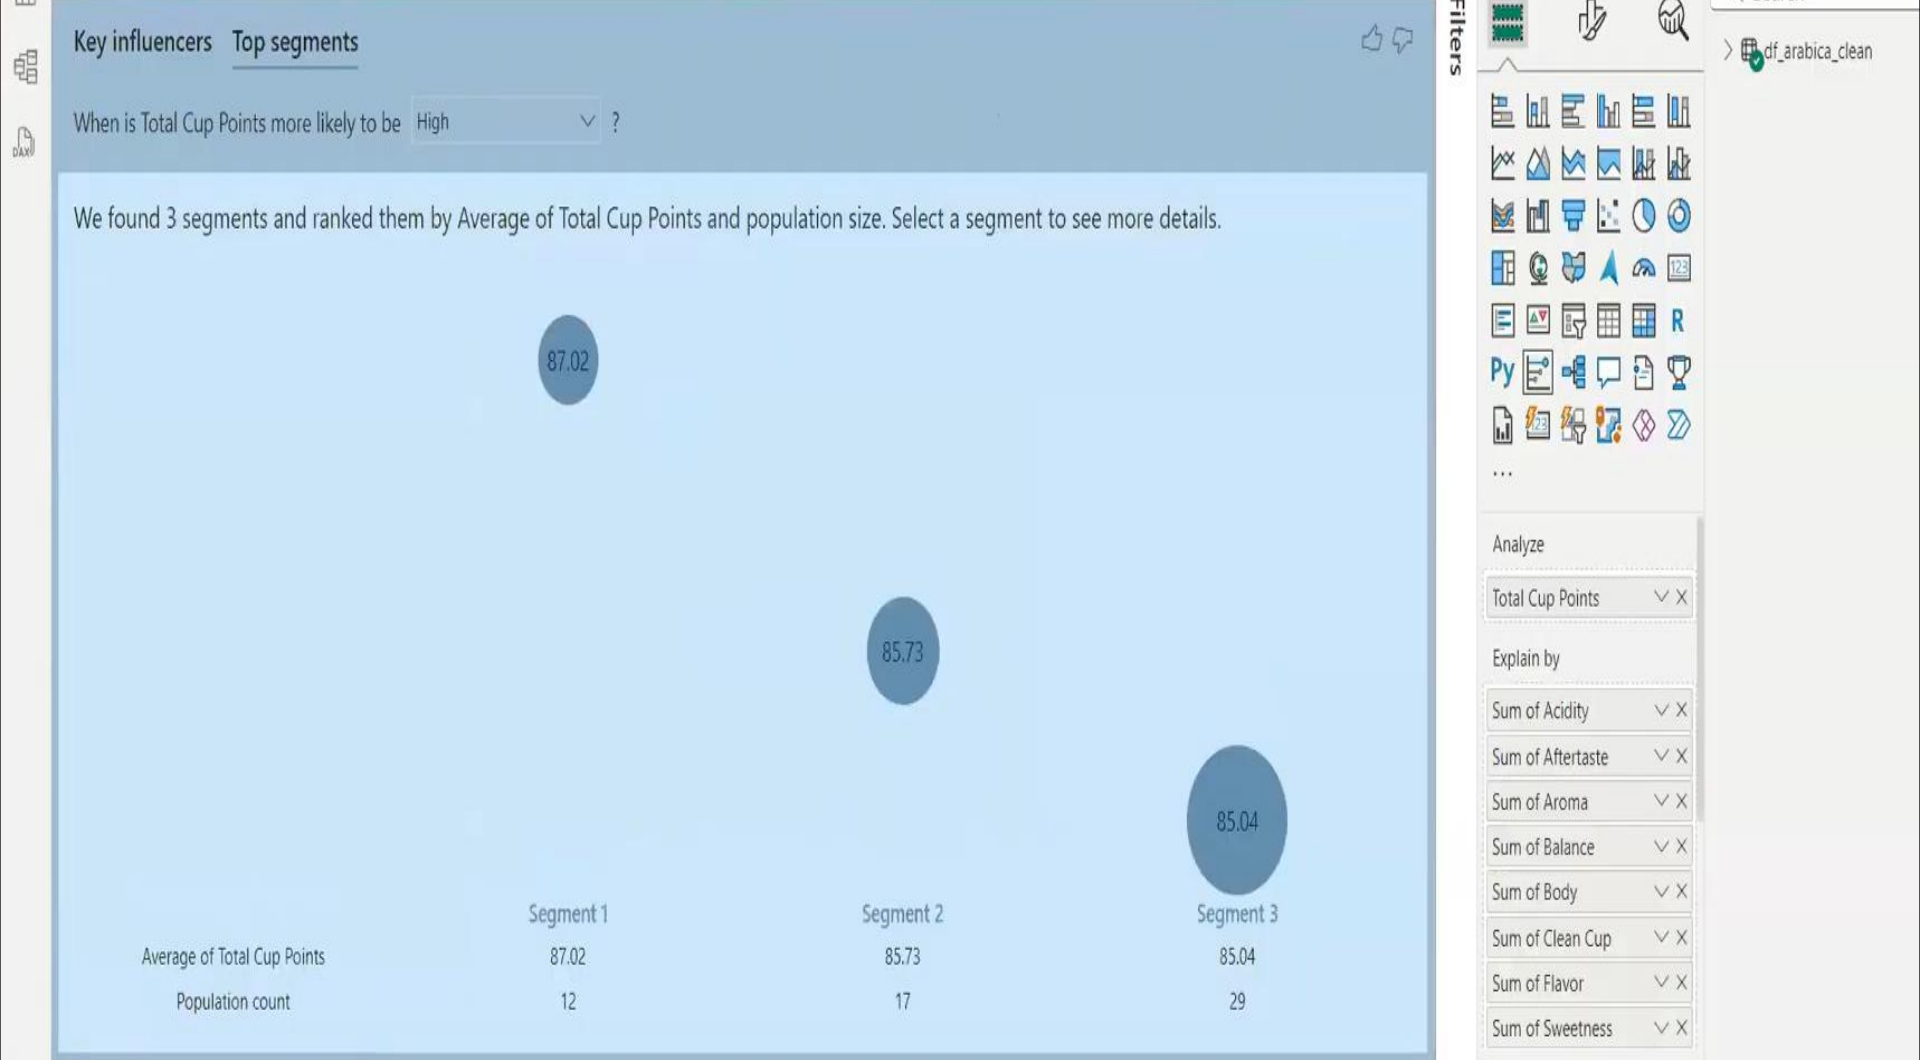 Key influencers Top segments
When is Total Cup Points more likely to be High ?
We found 3 segments and ranked them by Average of Total Cup Points and population size. Select a segment to see more details.
87.02
85.73
85.04
Segment 1 Segment 2 Segment 3
Average of Total Cup Points 87.02 85.73 85.04
Population count 12 17 29
DAX
Filters
123
R
Py
123
...
Analyze
Total Cup Points
Explain by
Sum of Acidity
Sum of Aftertaste
Sum of Aroma
Sum of Balance
Sum of Body
Sum of Clean Cup
Sum of Flavor
Sum of Sweetness
df_arabica_clean